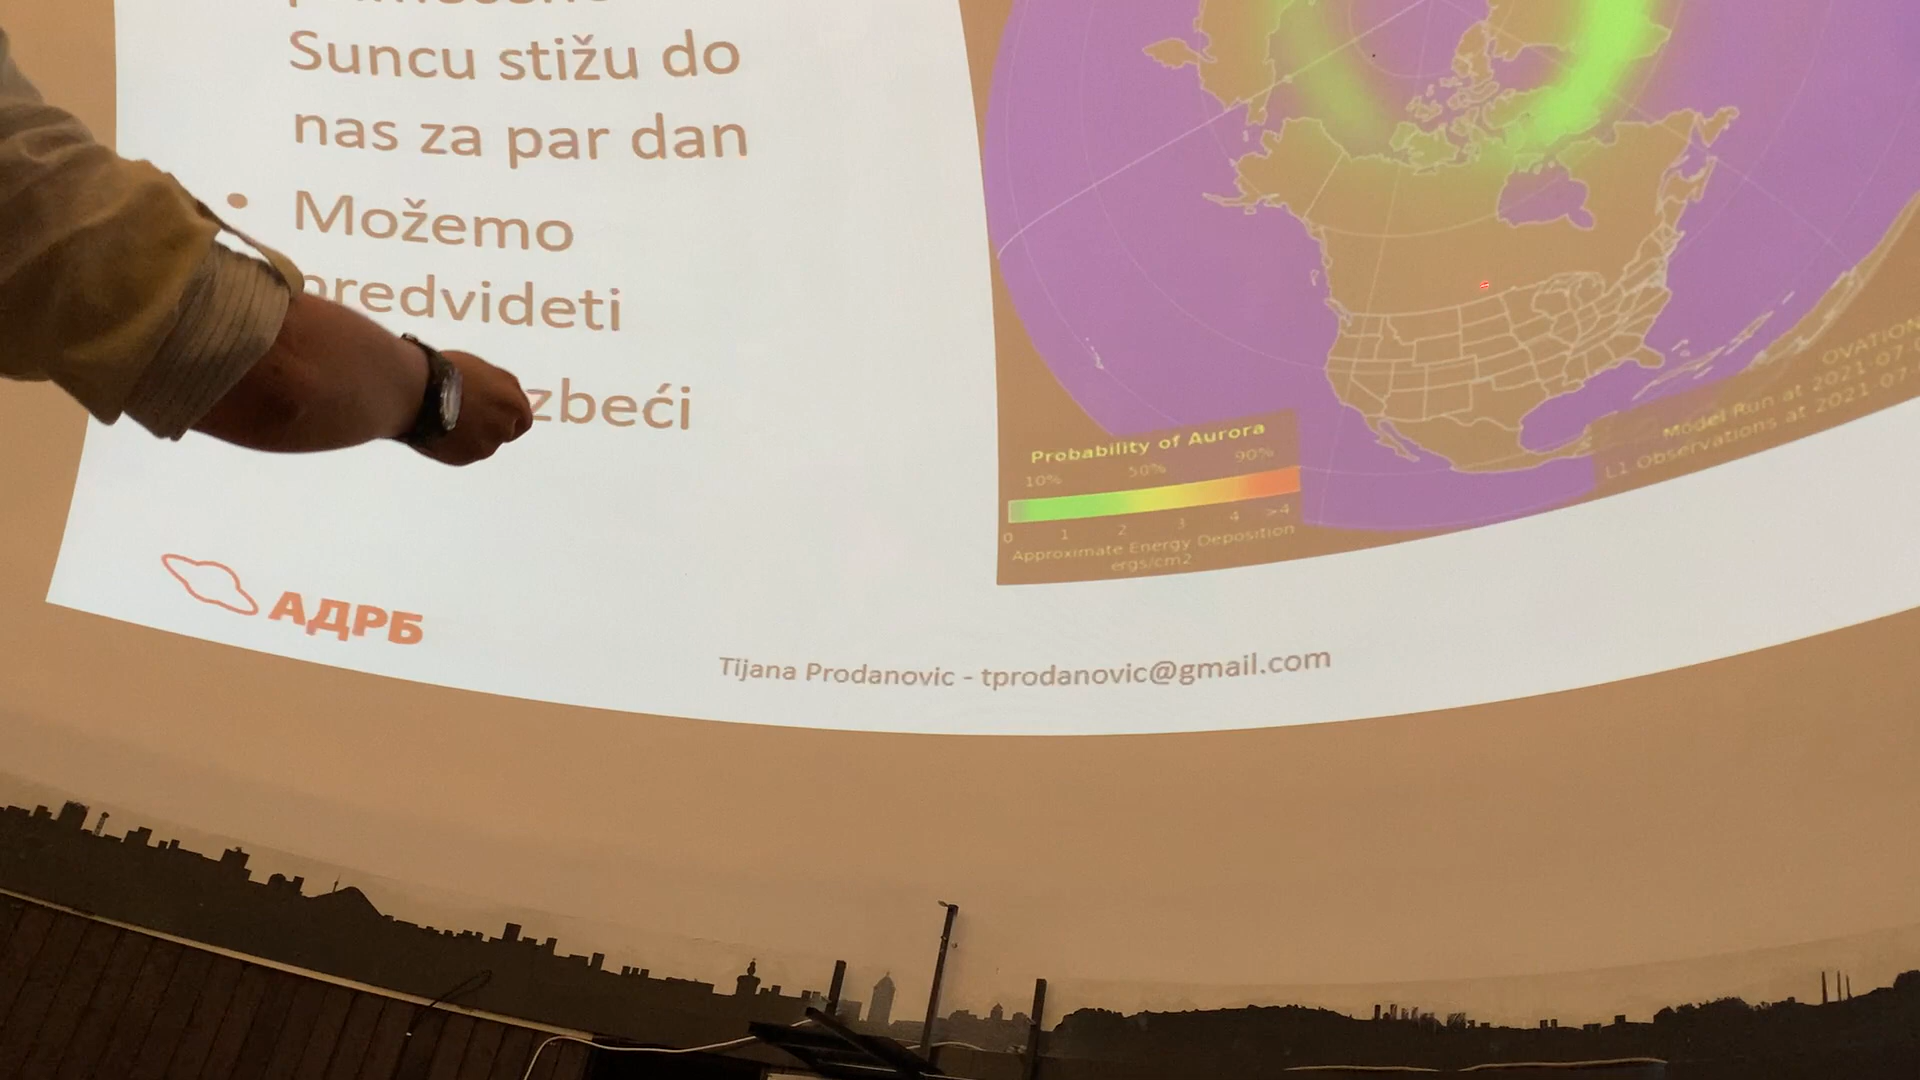 Suncu stižu do
nas za par dan
• Možemo
predvideti
zbeći
Probability of Aurora
10% 50% 90%
0 1 2 3 4 >4
Approximate Energy Deposition
ergs/cm2
OVATION
Model Run at 2021-07-
L1 Observations at 2021-07-
АДРБ
Tijana Prodanovic - tprodanovic@gmail.com